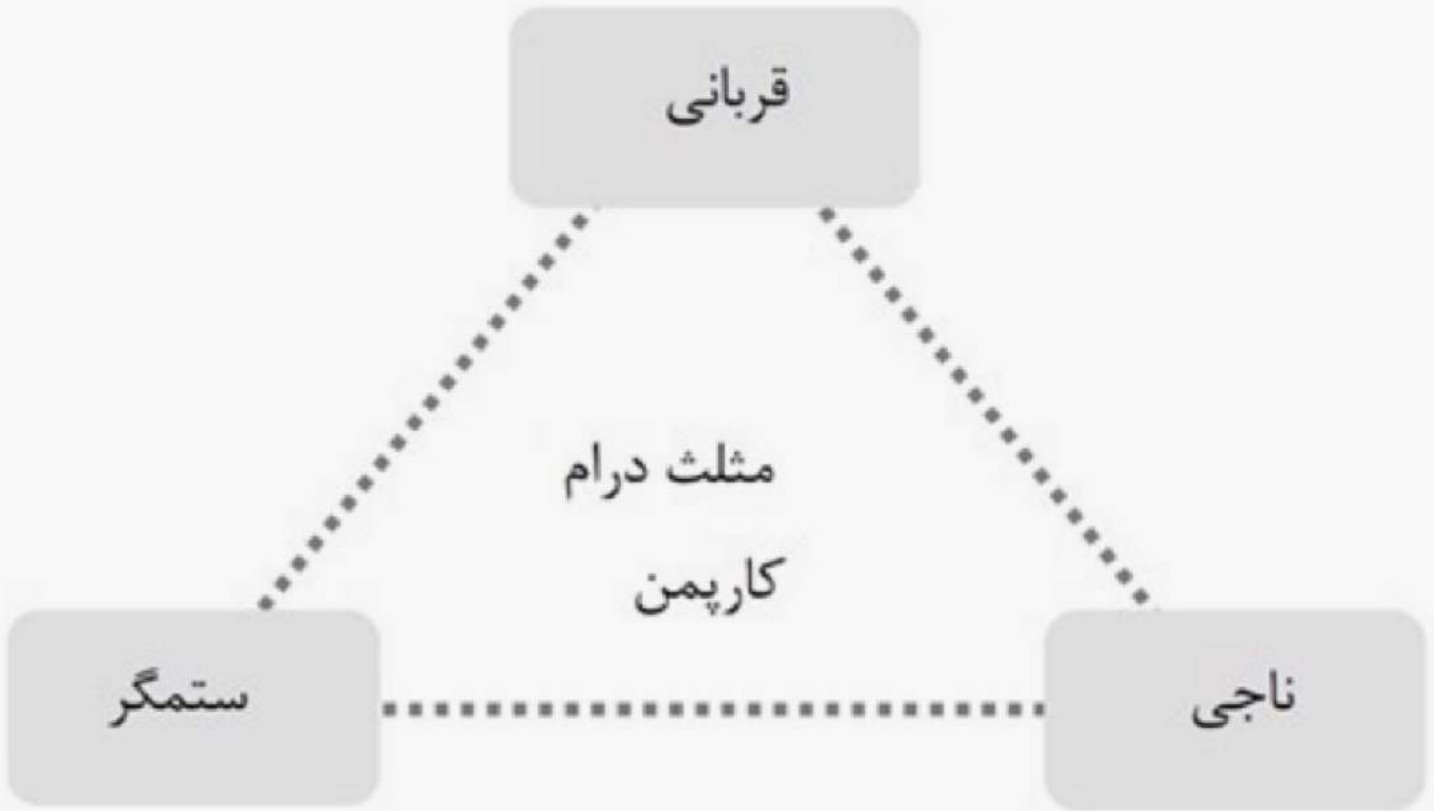 قربانی
مثلث درام
کارپمن
ناجی
ستمگر